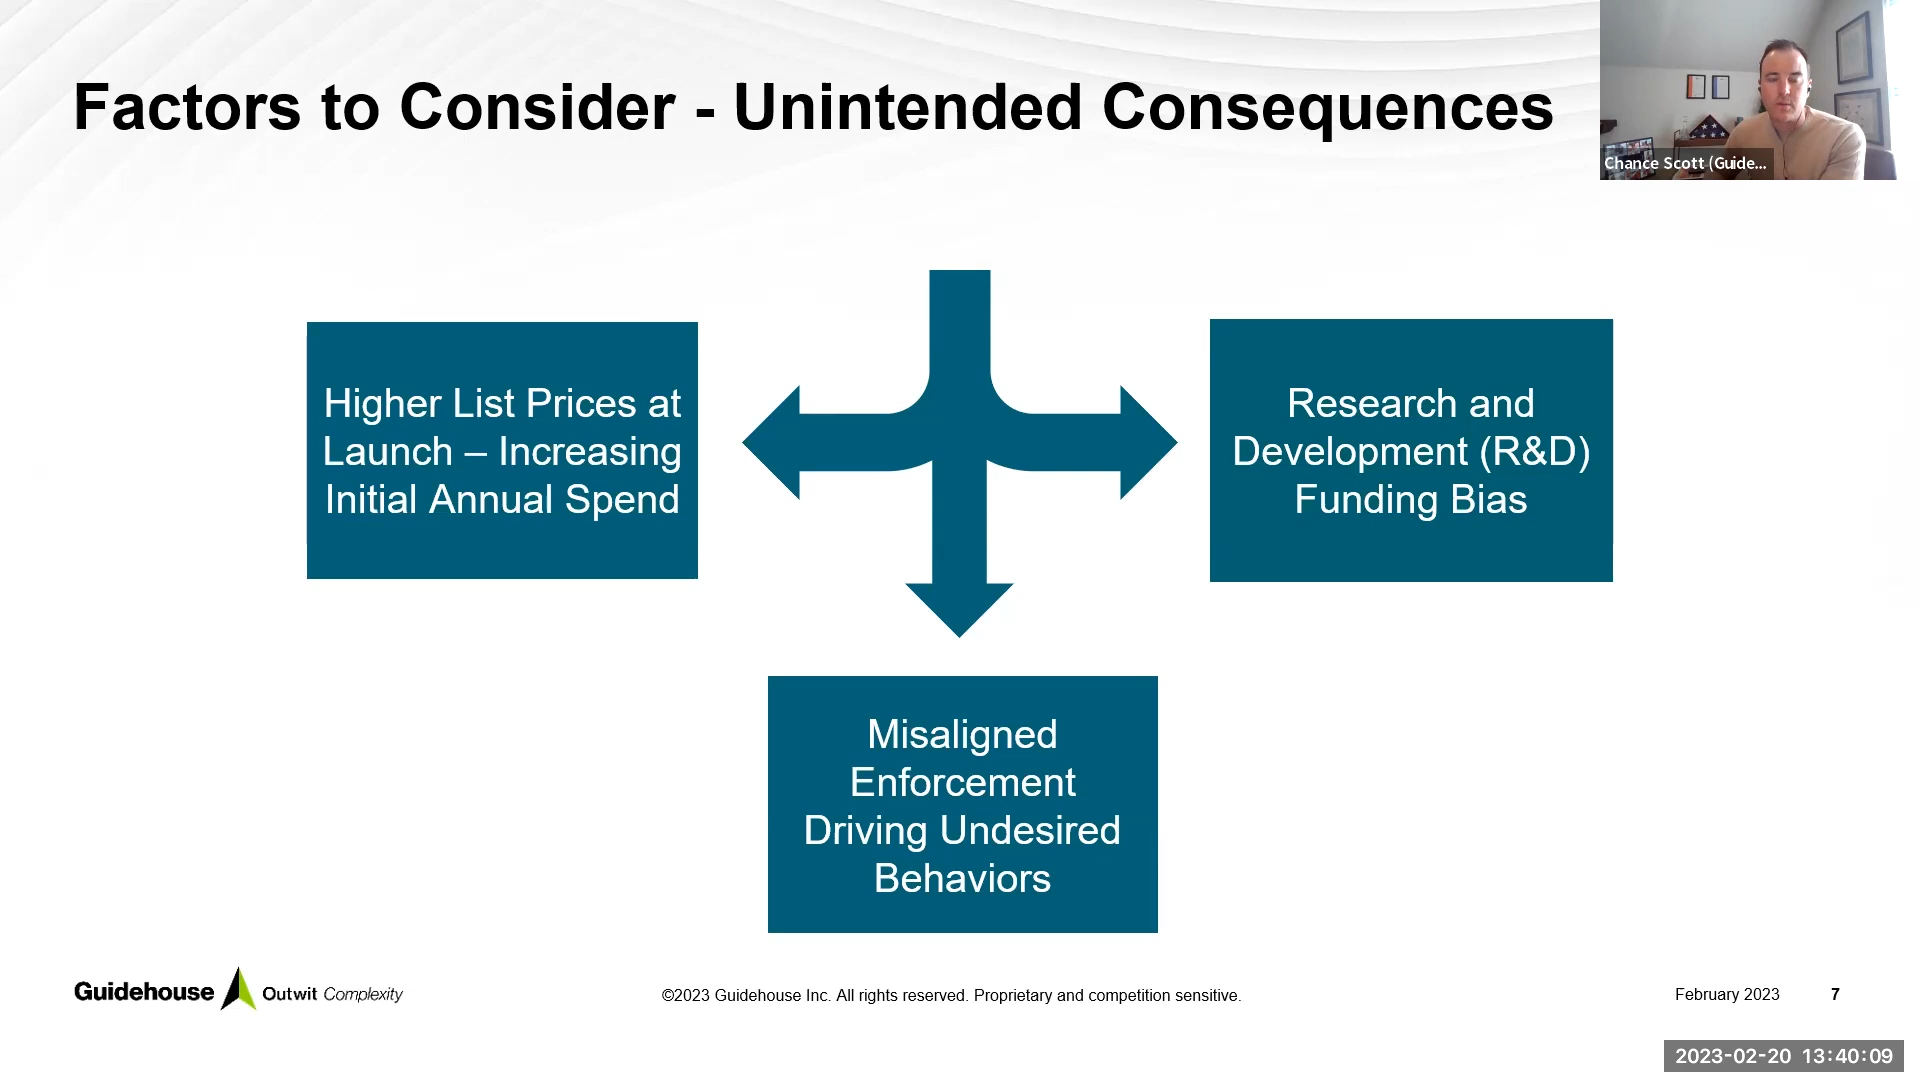 Factors to Consider - Unintended Consequences
Chance Scott (Guide...
Higher List Prices at
Launch – Increasing
Initial Annual Spend
Research and
Development (R&D)
Funding Bias
Misaligned
Enforcement
Driving Undesired
Behaviors
Guidehouse
Outwit Complexity
©2023 Guidehouse Inc. All rights reserved. Proprietary and competition sensitive.
February 2023
7
2023-02-20 13:40:09